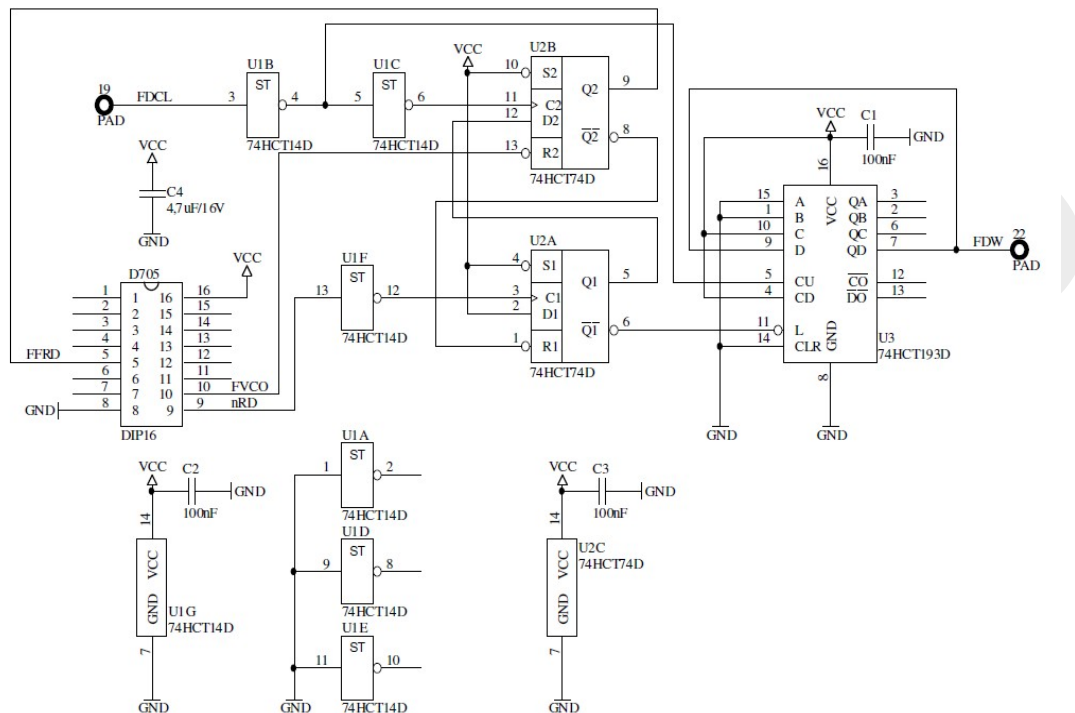 VCC
U2B
U1B
U1C
ST
ST
10
S2
Q2
9
19
FDCL
3
4
5
6
11
C2
12
D2
PAD
Q2
8
VCC
C1
GND
74HCT14D
74HCT14D
13
R2
100nF
VCC
74HCT74D
16
C4
4,7uF/16V
15
A
VCC
QA
3
1
B
QB
2
GND
10
C
QC
6
22
U2A
9
D
QD
7
FDW
PAD
D705
VCC
U1F
4
S1
Q1
5
5
CU
CO
12
ST
4
CD
DO
13
1
1
16
16
13
12
3
C1
2
2
15
15
2
D1
3
3
14
14
Q1
6
11
L
U3
4
4
13
13
74HCT14D
1
R1
14
CLR
GND
74HCT193D
FFRD
5
5
12
12
74HCT74D
6
6
11
11
8
7
7
10
10
FVCO
GND
8
8
9
9
nRD
DIP16
GND
GND
U1A
VCC
C2
ST
VCC
C3
1
2
GND
GND
100nF
74HCT14D
100nF
14
14
U1D
ST
U2C
VCC
9
8
VCC
74HCT74D
GND
U1G
74HCT14D
GND
74HCT14D
U1E
ST
7
11
10
7
74HCT14D
GND
GND
GND